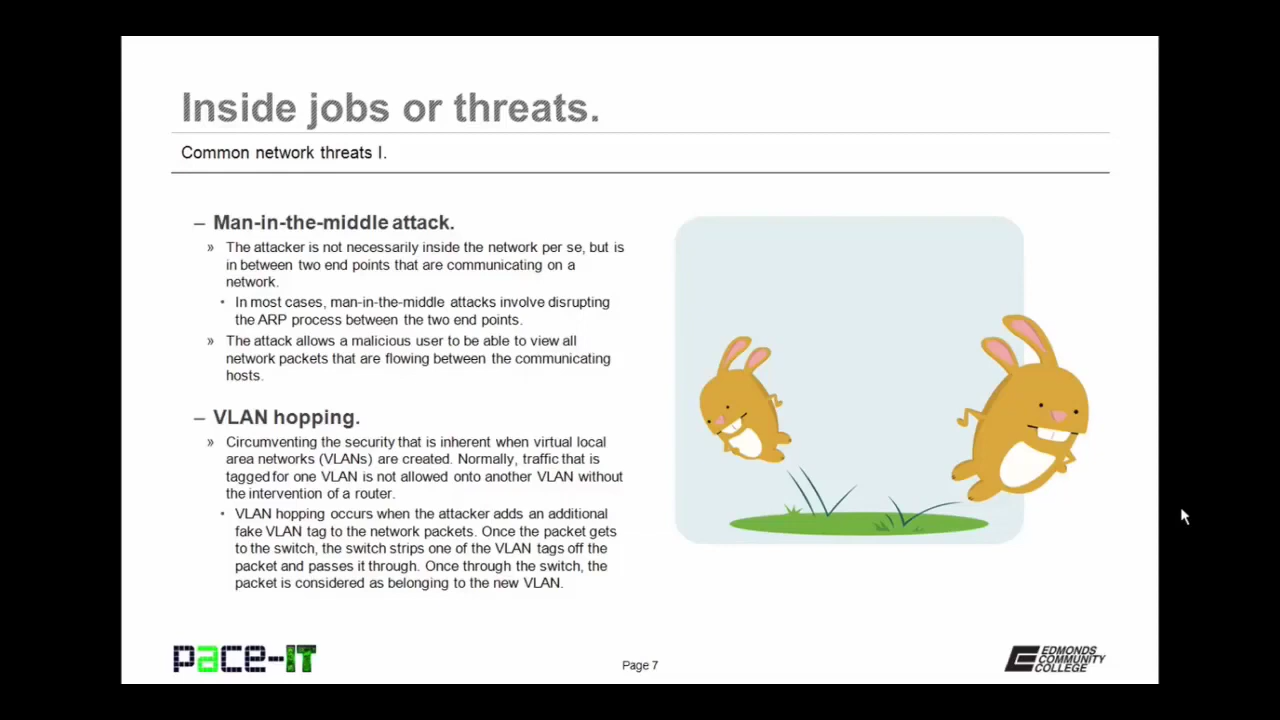 Inside jobs or threats.
Common network threats I.
– Man-in-the-middle attack.
» The attacker is not necessarily inside the network per se, but is
in between two end points that are communicating on a
network.
• In most cases, man-in-the-middle attacks involve disrupting
the ARP process between the two end points.
» The attack allows a malicious user to be able to view all
network packets that are flowing between the communicating
hosts.
– VLAN hopping.
» Circumventing the security that is inherent when virtual local
area networks (VLANs) are created. Normally, traffic that is
tagged for one VLAN is not allowed onto another VLAN without
the intervention of a router.
• VLAN hopping occurs when the attacker adds an additional
fake VLAN tag to the network packets. Once the packet gets
to the switch, the switch strips one of the VLAN tags off the
packet and passes it through. Once through the switch, the
packet is considered as belonging to the new VLAN.
pace-IT
Page 7
EDMONDS
COMMUNITY
COLLEGE